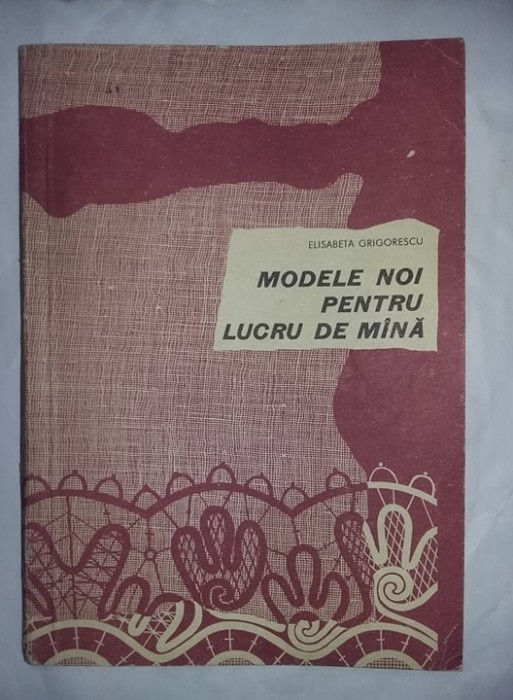 ELISABETA GRIGORESCU
MODELE NOI
PENTRU
LUCRU DE MÎNĂ